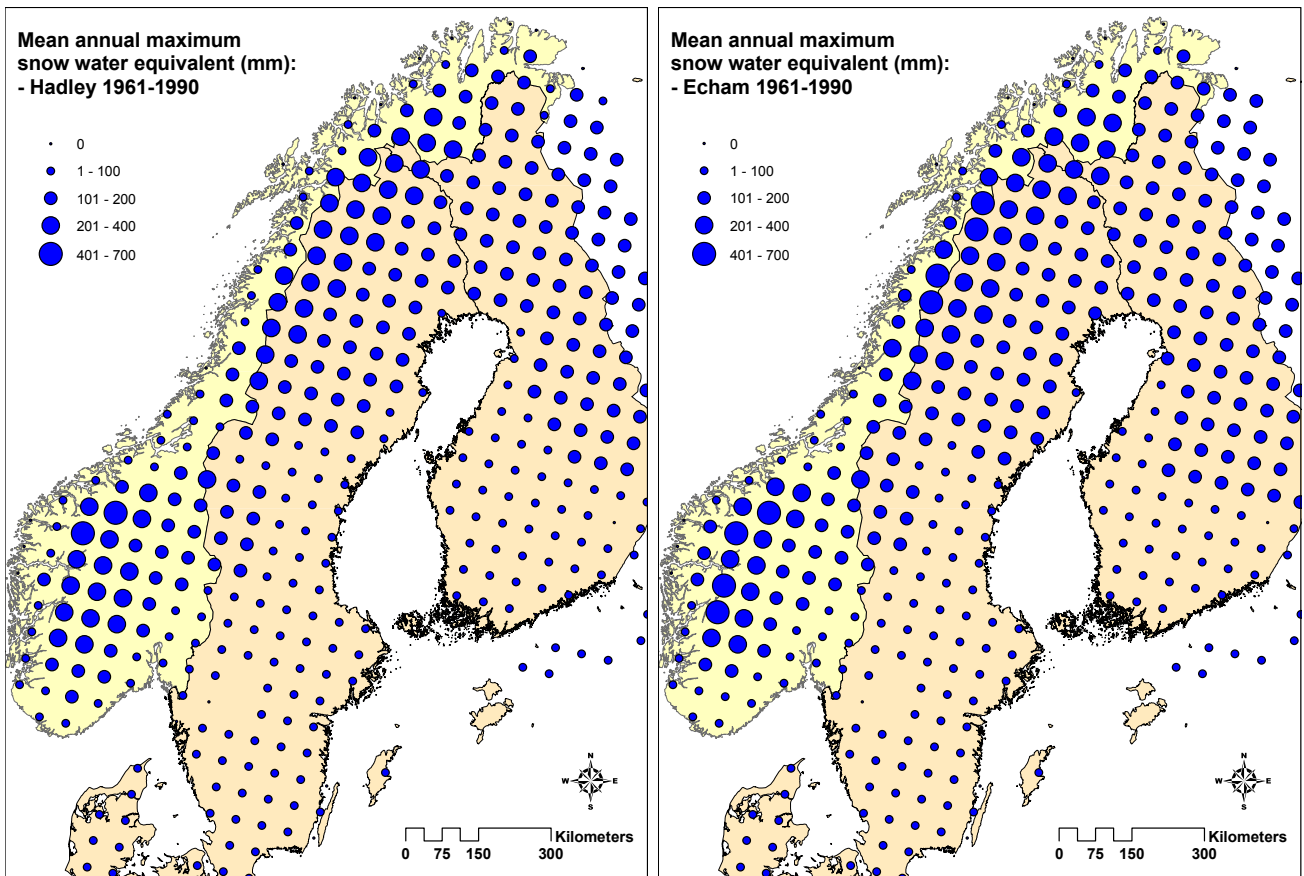 Mean annual maximum
snow water equivalent (mm):
- Hadley 1961-1990
0
1 - 100
101 - 200
201 - 400
401 - 700
N
W E
S
Kilometers
0 75 150 300
Mean annual maximum
snow water equivalent (mm):
- Echam 1961-1990
0
1 - 100
101 - 200
201 - 400
401 - 700
N
W E
S
Kilometers
0 75 150 300